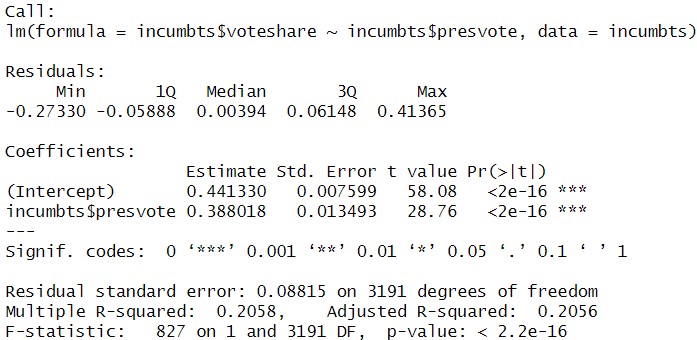 Call:
lm(formula = incumbts$voteshare ~ incumbts$presvote, data = incumbts)
Residuals:
Min 1Q Median 3Q Max
-0.27330 -0.05888 0.00394 0.06148 0.41365
Coefficients:
Estimate Std. Error t value Pr(>|t|)
(Intercept) 0.441330 0.007599 58.08 <2e-16 ***
incumbts$presvote 0.388018 0.013493 28.76 <2e-16 ***
---
Signif. codes: 0 ‘***’ 0.001 ‘**’ 0.01 ‘*’ 0.05 ‘.’ 0.1 ‘ ’ 1
Residual standard error: 0.08815 on 3191 degrees of freedom
Multiple R-squared: 0.2058, Adjusted R-squared: 0.2056
F-statistic: 827 on 1 and 3191 DF, p-value: < 2.2e-16